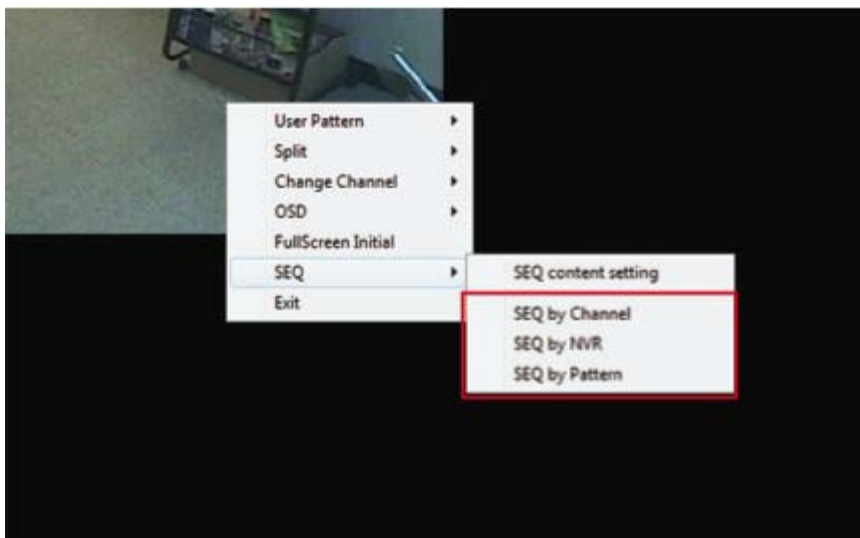 User Pattern
Split
Change Channel
OSD
FullScreen Initial
SEQ
Exit
SEQ content setting
SEQ by Channel
SEQ by NVR
SEQ by Pattern